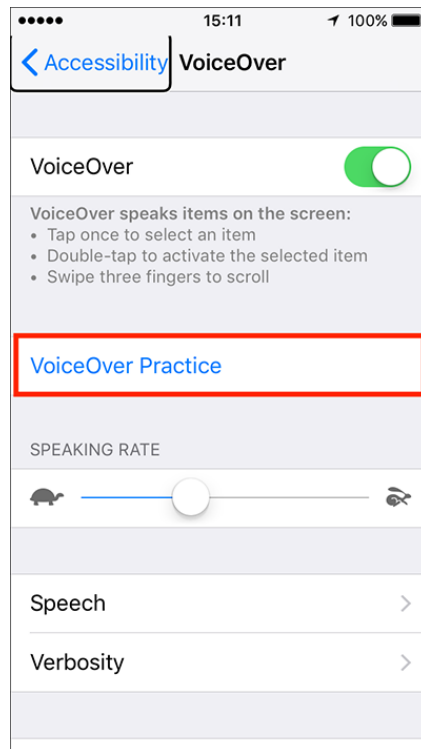 15:11
100%
Accessibility VoiceOver
VoiceOver
VoiceOver speaks items on the screen:
• Tap once to select an item
• Double-tap to activate the selected item
• Swipe three fingers to scroll
VoiceOver Practice
SPEAKING RATE
Speech
Verbosity